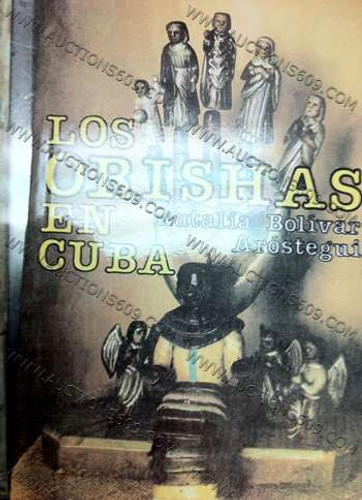 LOS
ORISHAS
EN
CUBA
Natalia Bolívar
Aróstegui
WWW.AUCTIONS609.COM